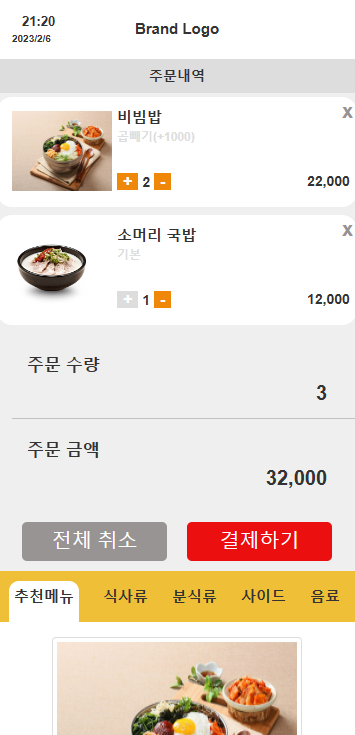 21:20
2023/2/6
Brand Logo
주문내역
비빔밥
X
곱빼기(+1000)
+ 2 -
22,000
소머리 국밥
X
기본
+ 1 -
12,000
주문 수량
3
주문 금액
32,000
전체 취소
결제하기
추천메뉴 식사류 분식류 사이드 음료